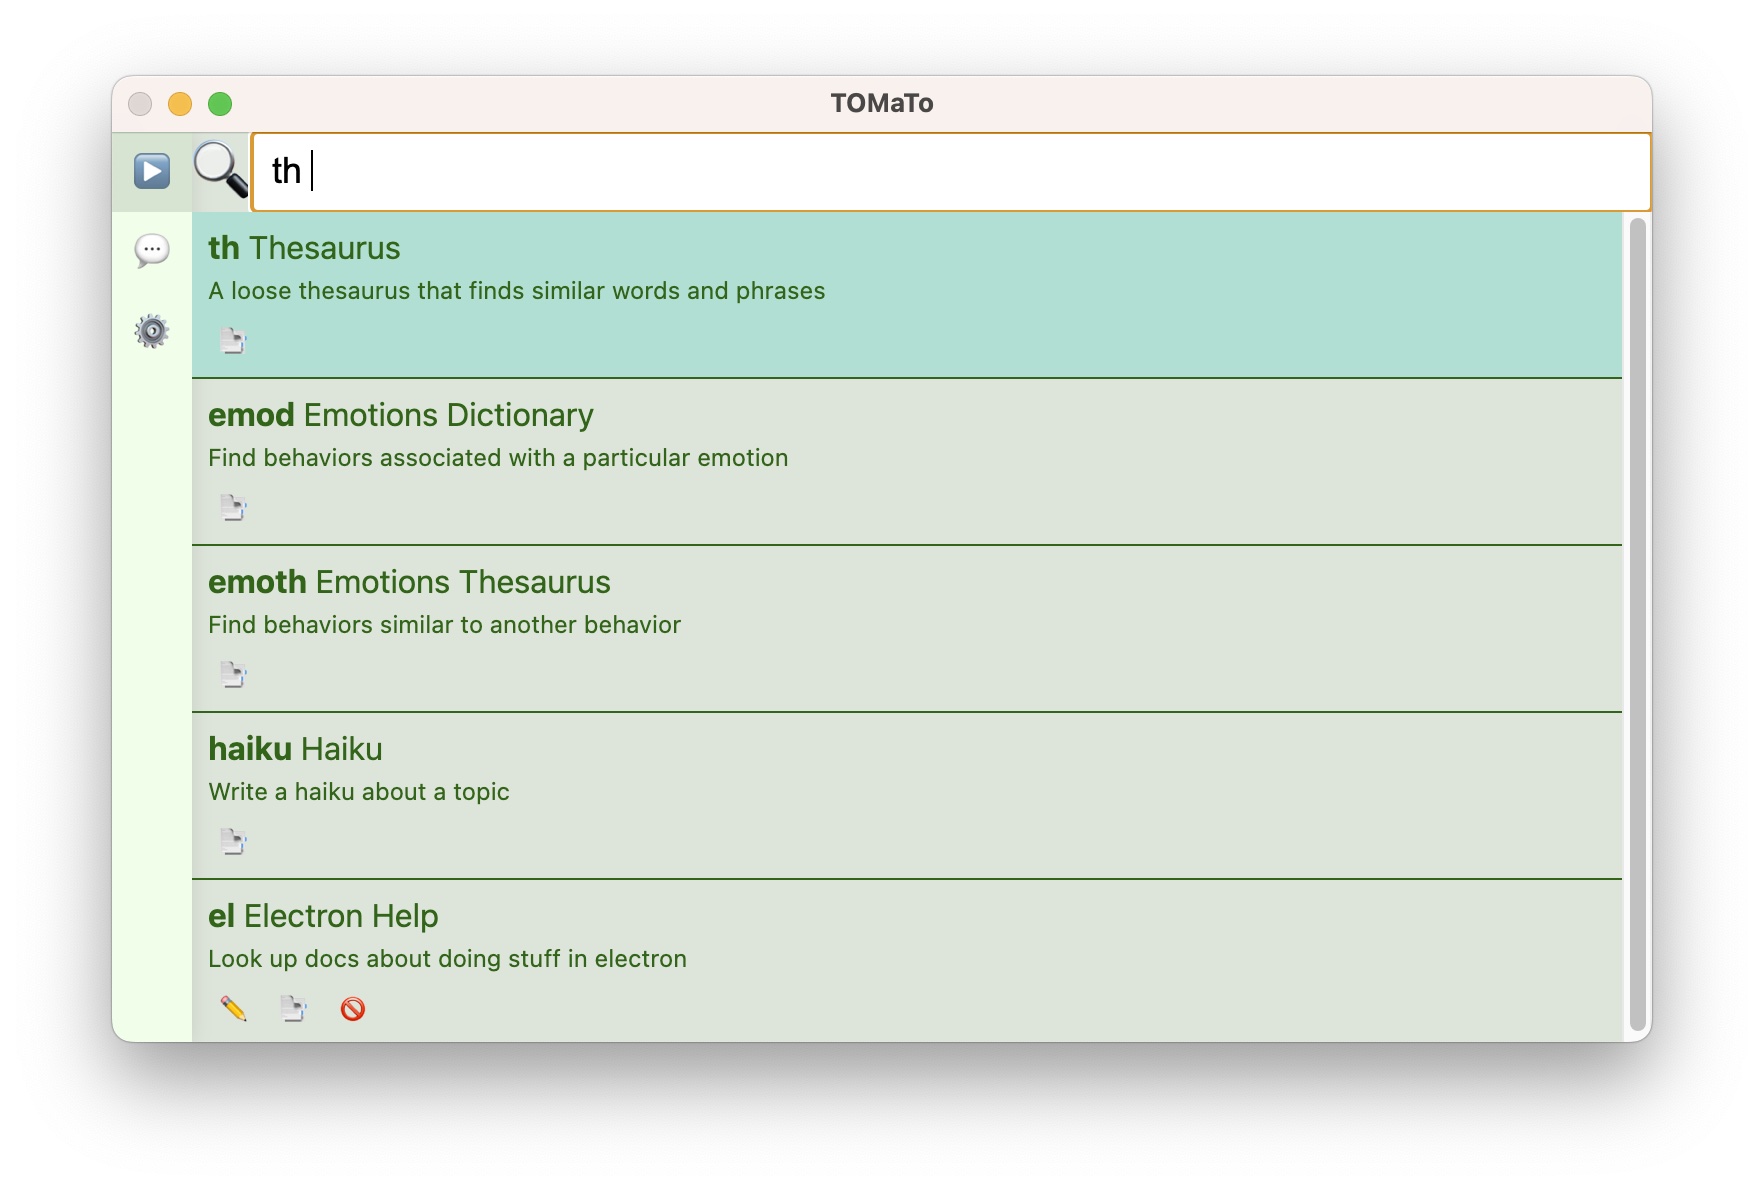 TOMaTo
th
th Thesaurus
A loose thesaurus that finds similar words and phrases
emod Emotions Dictionary
Find behaviors associated with a particular emotion
emoth Emotions Thesaurus
Find behaviors similar to another behavior
haiku Haiku
Write a haiku about a topic
el Electron Help
Look up docs about doing stuff in electron